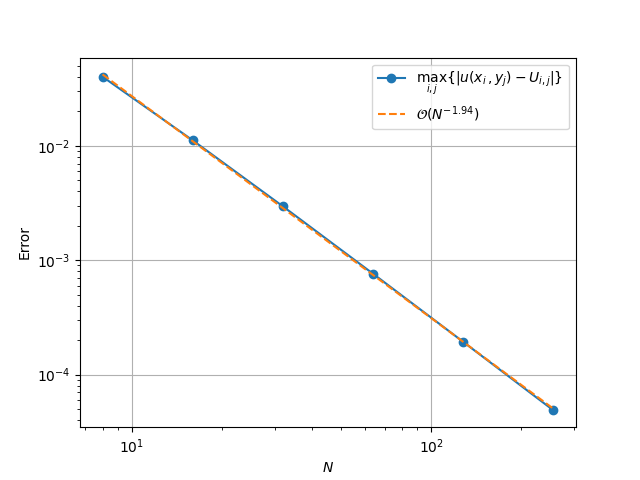 max{|u(x_i, y_j) − U_{i,j}|}
i,j
𝒪(N^{−1.94})
10^{−2}
10^{−3}
10^{−4}
Error
10^1
10^2
N